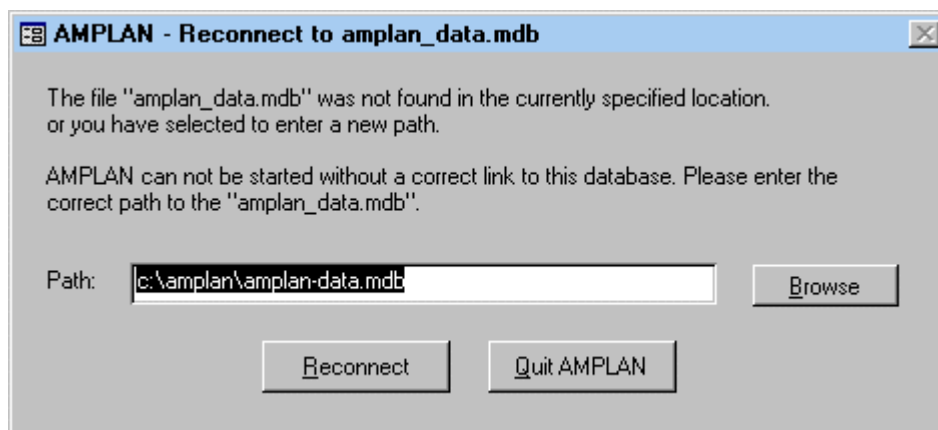 AMPLAN - Reconnect to amplan_data.mdb
The file "amplan_data.mdb" was not found in the currently specified location.
or you have selected to enter a new path.
AMPLAN can not be started without a correct link to this database. Please enter the
correct path to the "amplan_data.mdb".
Path: c:\amplan\amplan-data.mdb Browse
Reconnect Quit AMPLAN